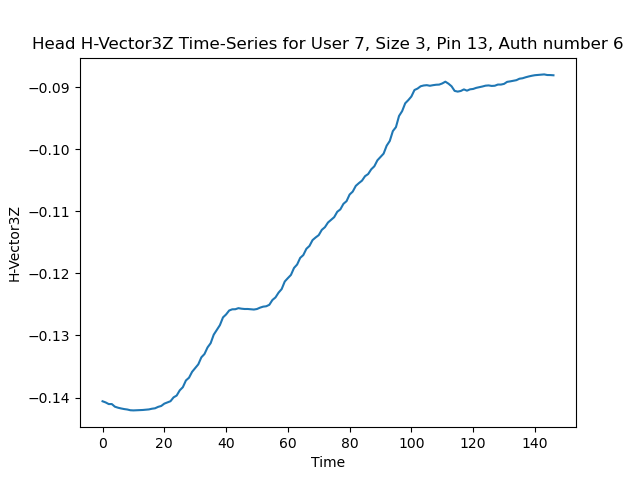 Head H-Vector3Z Time-Series for User 7, Size 3, Pin 13, Auth number 6
H-Vector3Z
−0.09
−0.10
−0.11
−0.12
−0.13
−0.14
0 20 40 60 80 100 120 140
Time